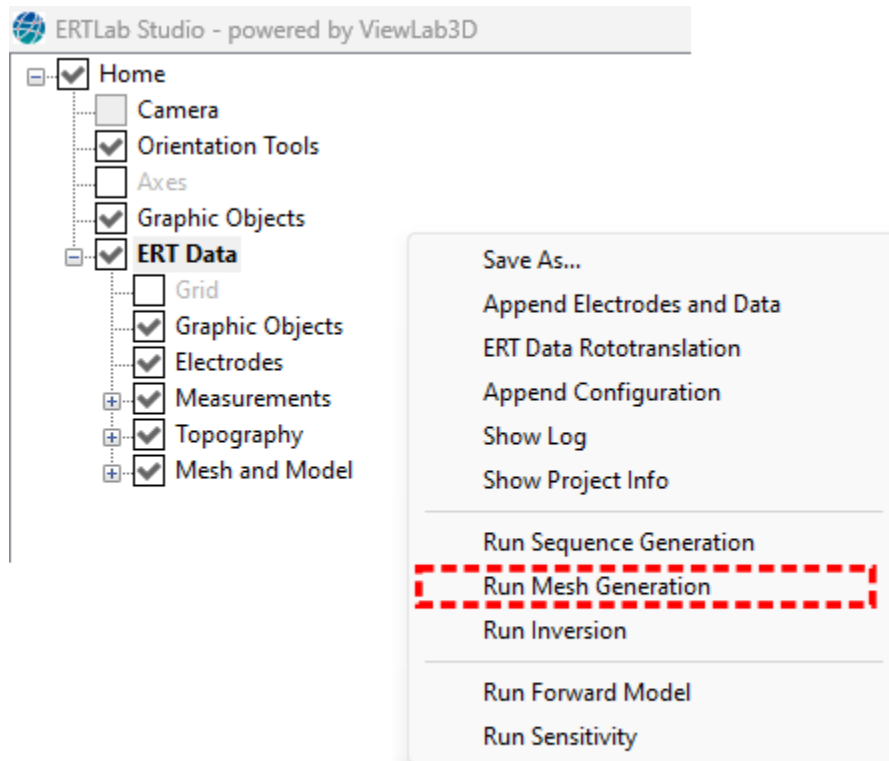 ERTLab Studio - powered by ViewLab3D
Home
Camera
Orientation Tools
Axes
Graphic Objects
ERT Data
Grid
Graphic Objects
Electrodes
Measurements
Topography
Mesh and Model
Save As...
Append Electrodes and Data
ERT Data Rototranslation
Append Configuration
Show Log
Show Project Info
Run Sequence Generation
Run Mesh Generation
Run Inversion
Run Forward Model
Run Sensitivity